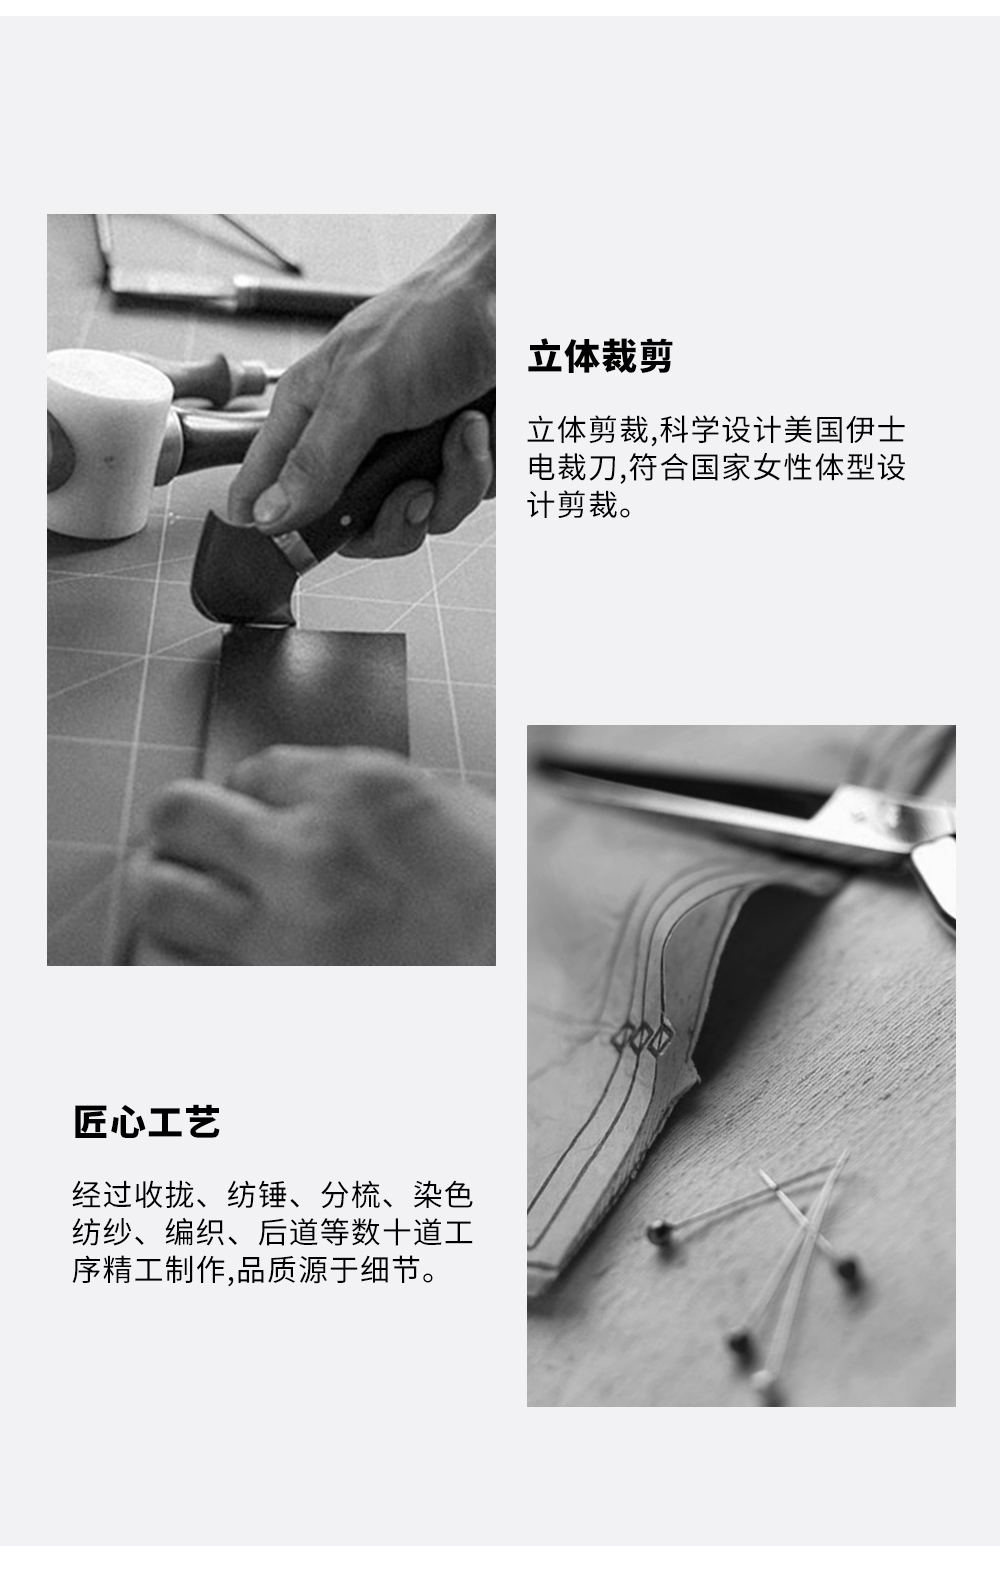 立体裁剪
立体剪裁,科学设计美国伊士
电裁刀,符合国家女性体型设
计剪裁。
匠心工艺
经过收拢、纺锤、分梳、染色
纺纱、编织、后道等数十道工
序精工制作,品质源于细节。